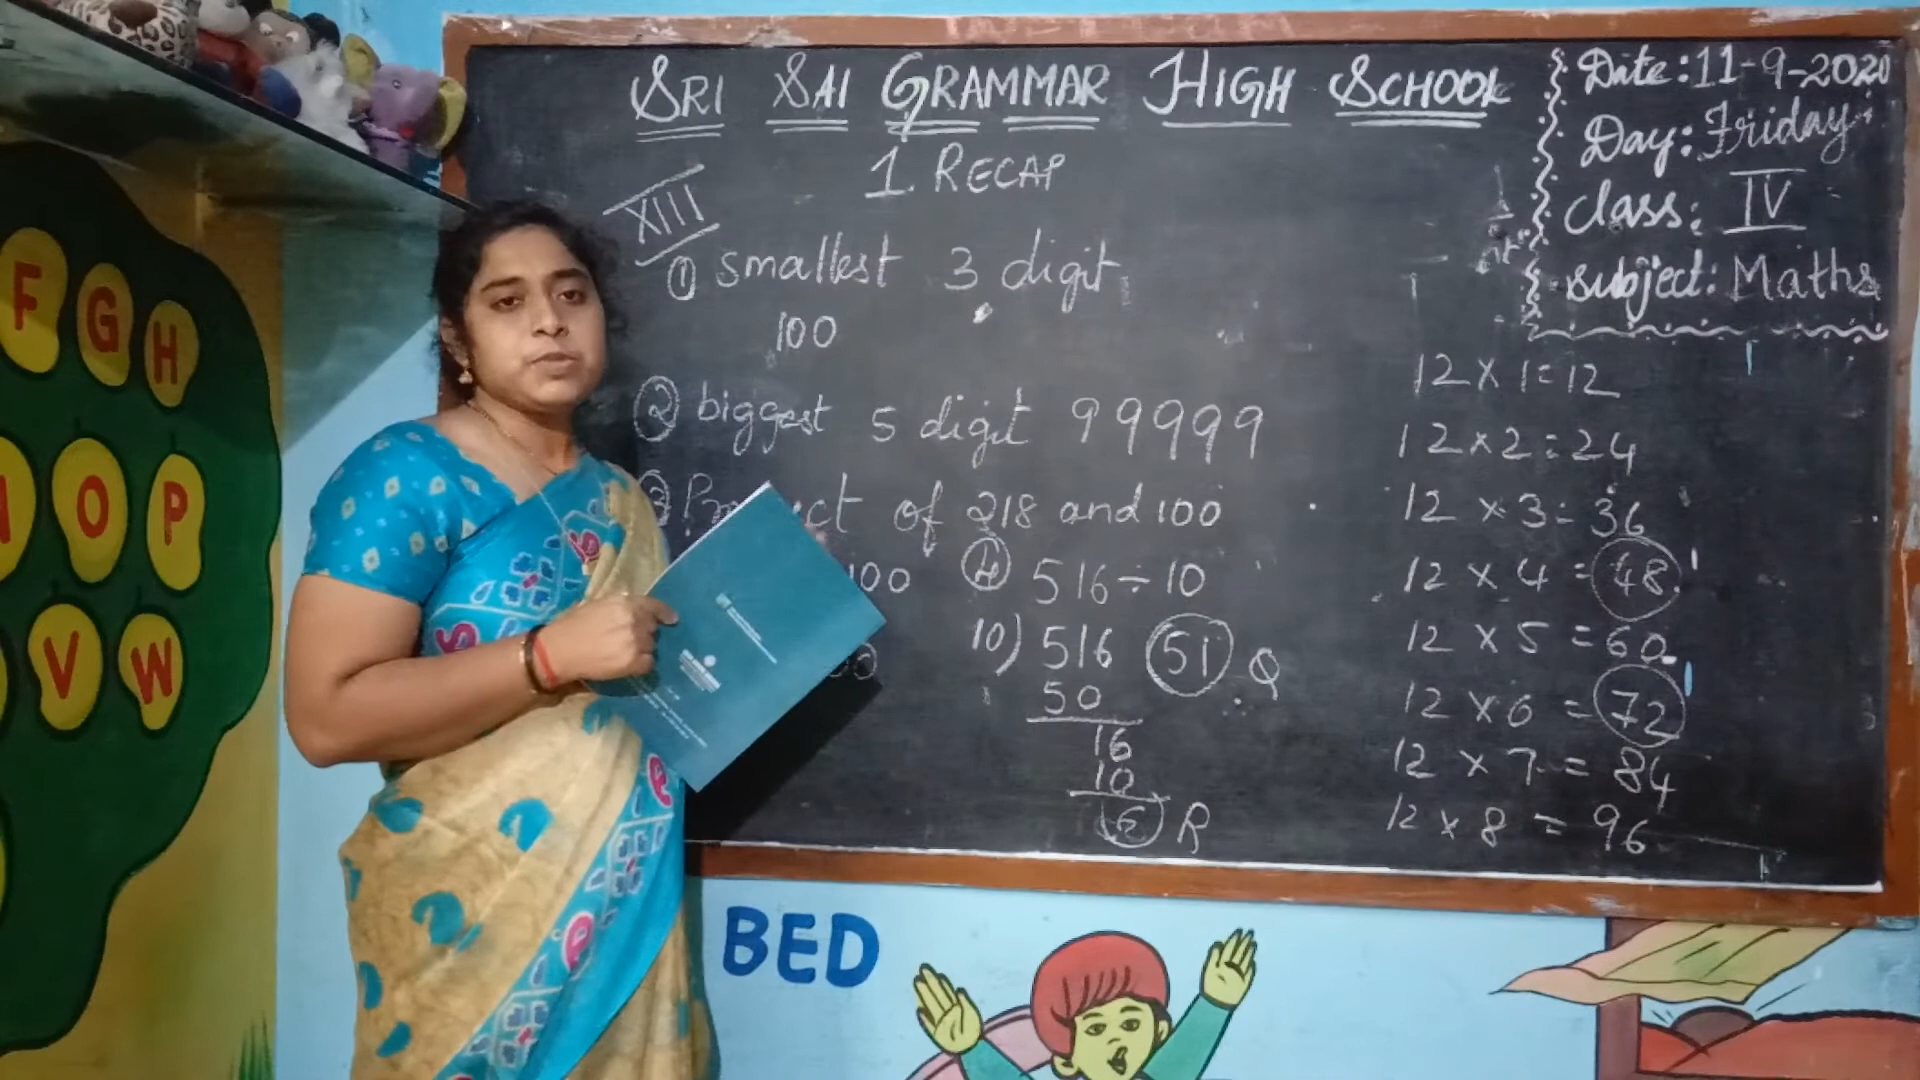 SRI SAI GRAMMAR HIGH SCHOOL
1. RECAP
XIII
① smallest 3 digit
100
② biggest 5 digit 99999
of 218 and 100
100
④ 516 ÷ 10
10) 516 51 Q
50
16
10
6 R
Date: 11-9-2020
Day: Friday
Class: IV
Subject: Maths
12 x 1 = 12
12 x 2 = 24
12 x 3 = 36
12 x 4 = 48
12 x 5 = 60
12 x 6 = 72
12 x 7 = 84
12 x 8 = 96
F G H
O P
V W
BED